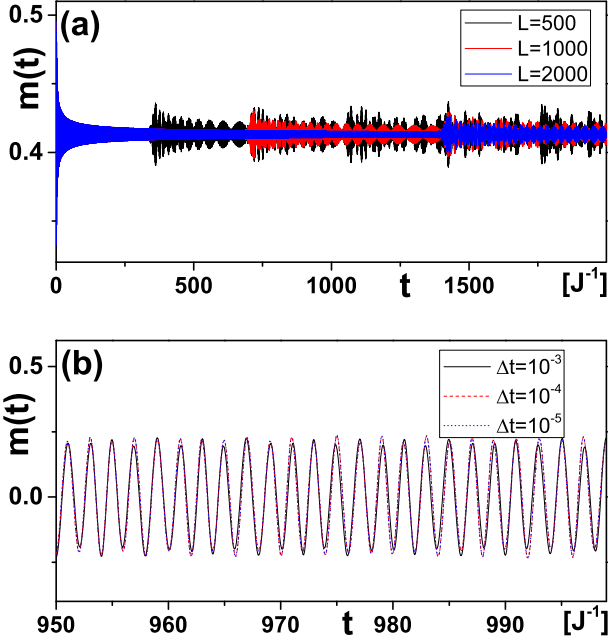 (a)
L=500
L=1000
L=2000
m(t)
0.5
0.4
0
500
1000
1500
t
[J⁻¹]
(b)
Δt=10⁻³
Δt=10⁻⁴
Δt=10⁻⁵
m(t)
0.5
0.0
950
960
970
980
990
t
[J⁻¹]